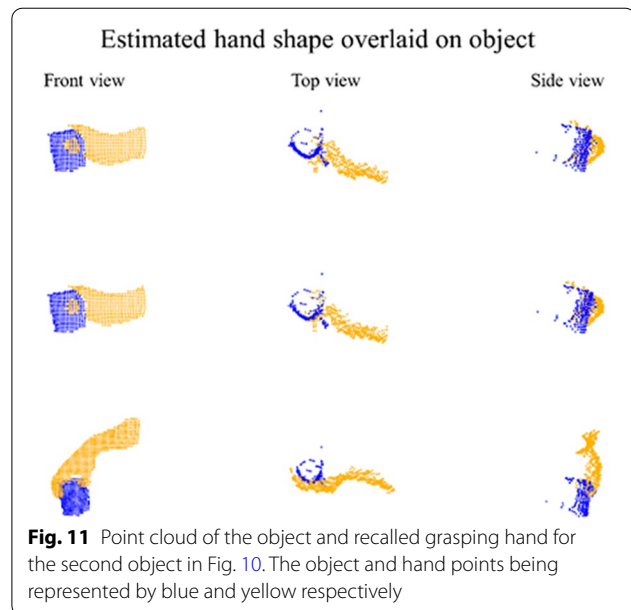 Estimated hand shape overlaid on object
Front view Top view Side view
Fig. 11 Point cloud of the object and recalled grasping hand for
the second object in Fig. 10. The object and hand points being
represented by blue and yellow respectively